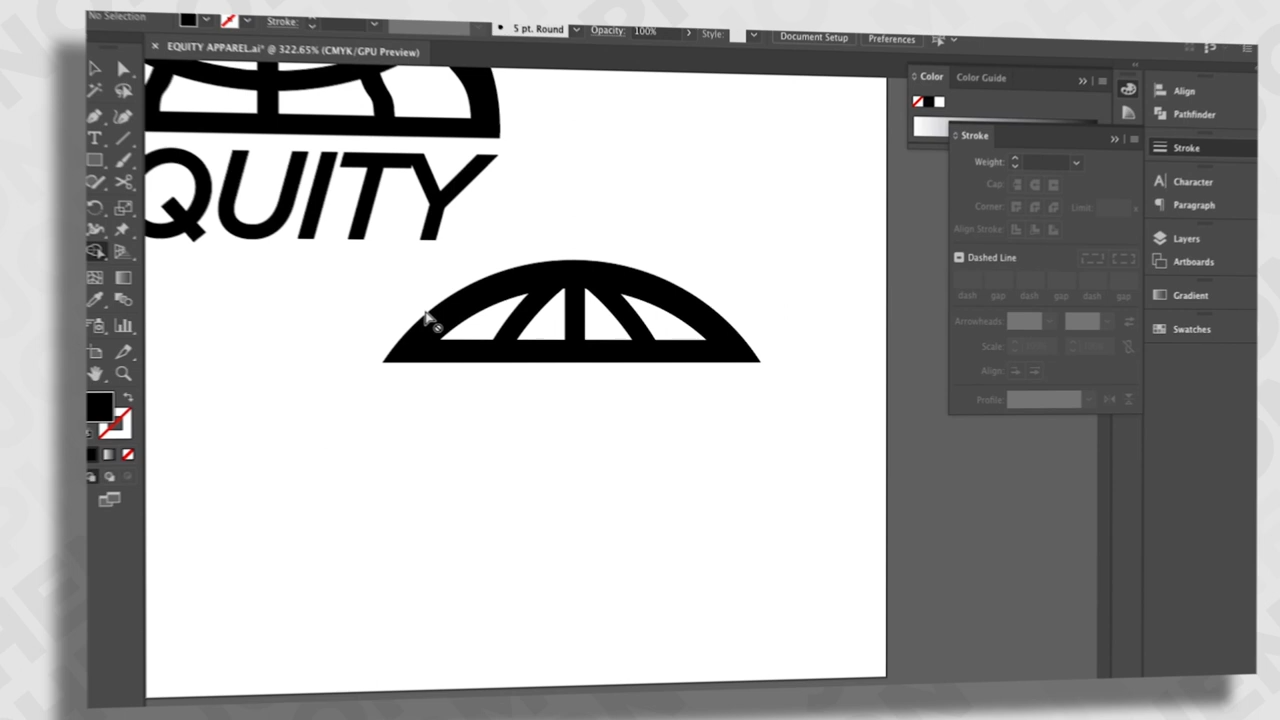 No Selection
Stroke:
5 pt. Round
Opacity:
100%
Style:
Document Setup
Preferences
× EQUITY APPAREL.ai* @ 322.65% (CMYK/GPU Preview)
QUITY
Color
Color Guide
Stroke
Weight:
Cap:
Corner:
Limit:
x
Align Stroke:
Dashed Line
dash gap dash gap dash gap
Arrowheads:
Scale:
Align:
Profile:
Align
Pathfinder
Stroke
Character
Paragraph
Layers
Artboards
Gradient
Swatches